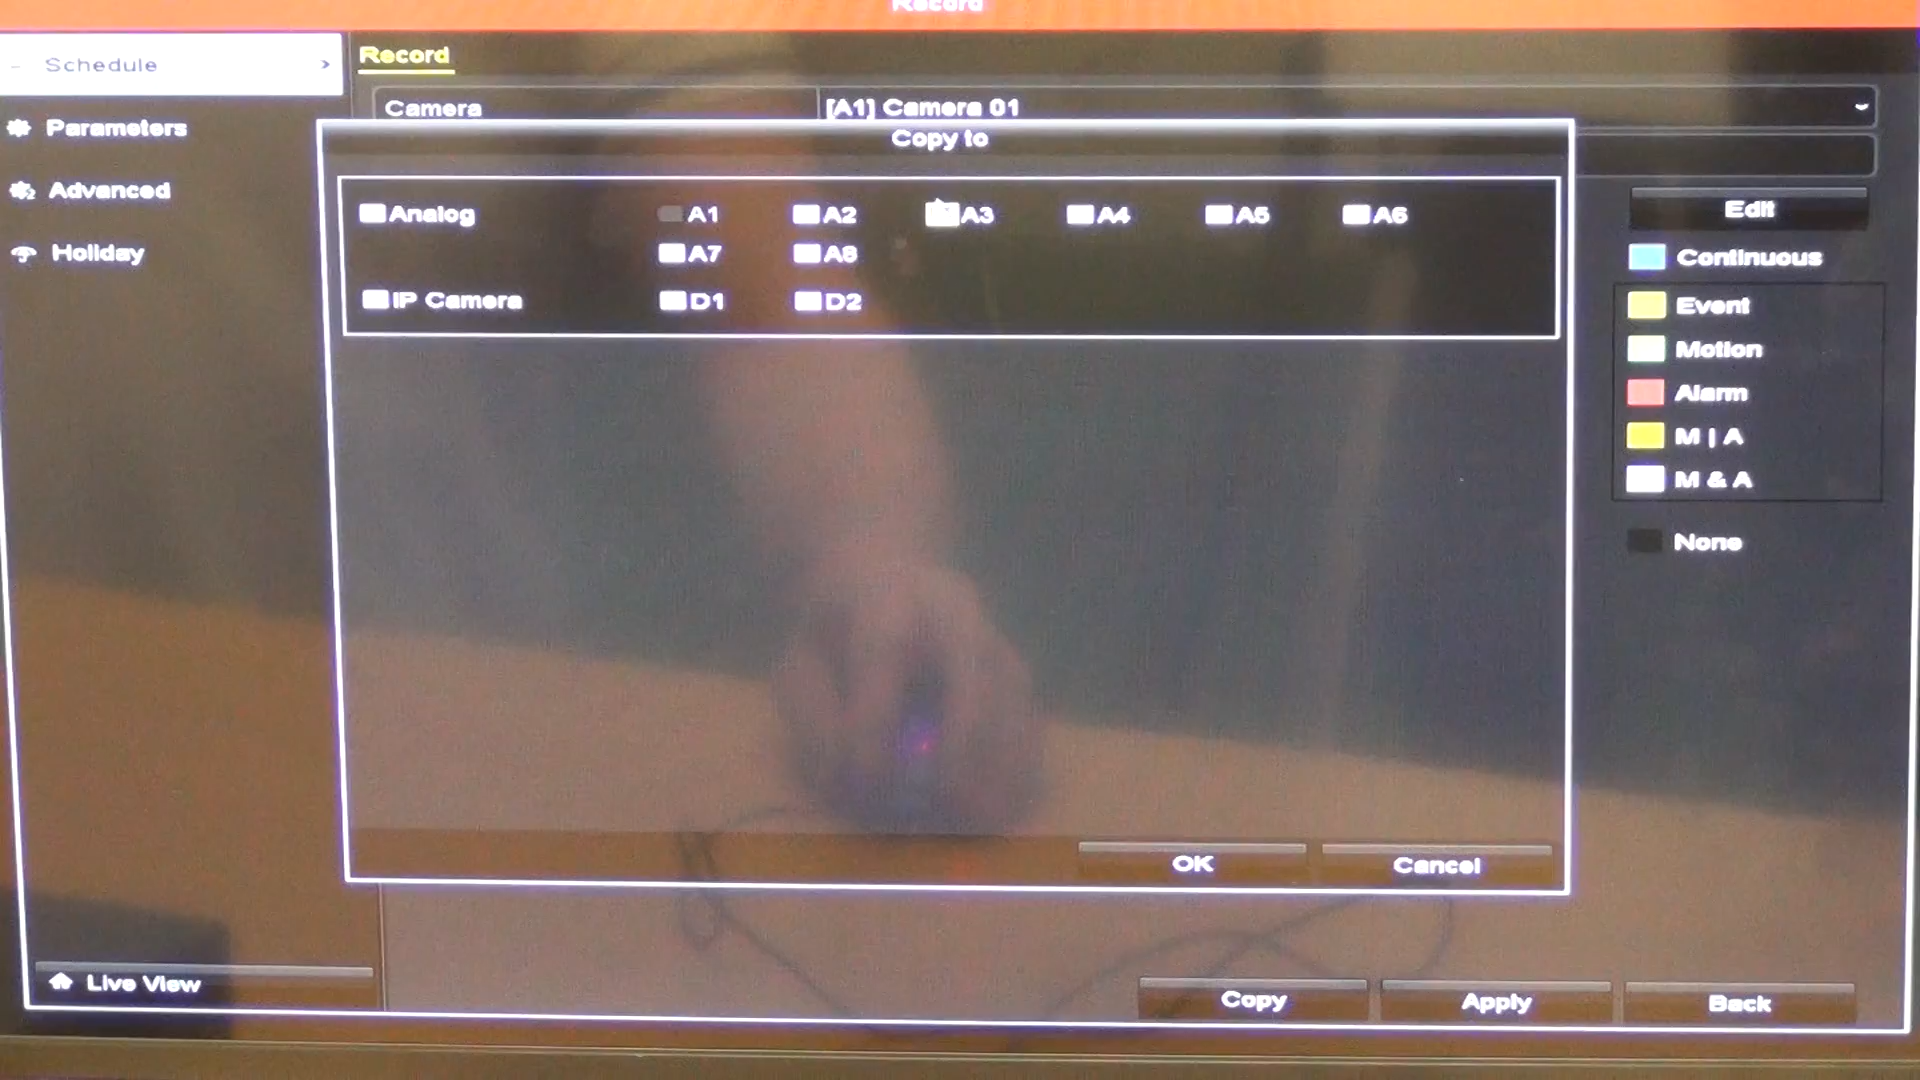 Record
Schedule >
Record
Camera [A1] Camera 01
Parameters
Copy to
Advanced
Analog A1 A2 A3 A4 A5 A6
Edit
Holiday
A7 A8
Continuous
IP Camera D1 D2
Event
Motion
Alarm
M | A
M & A
None
OK Cancel
Live View
Copy Apply Back